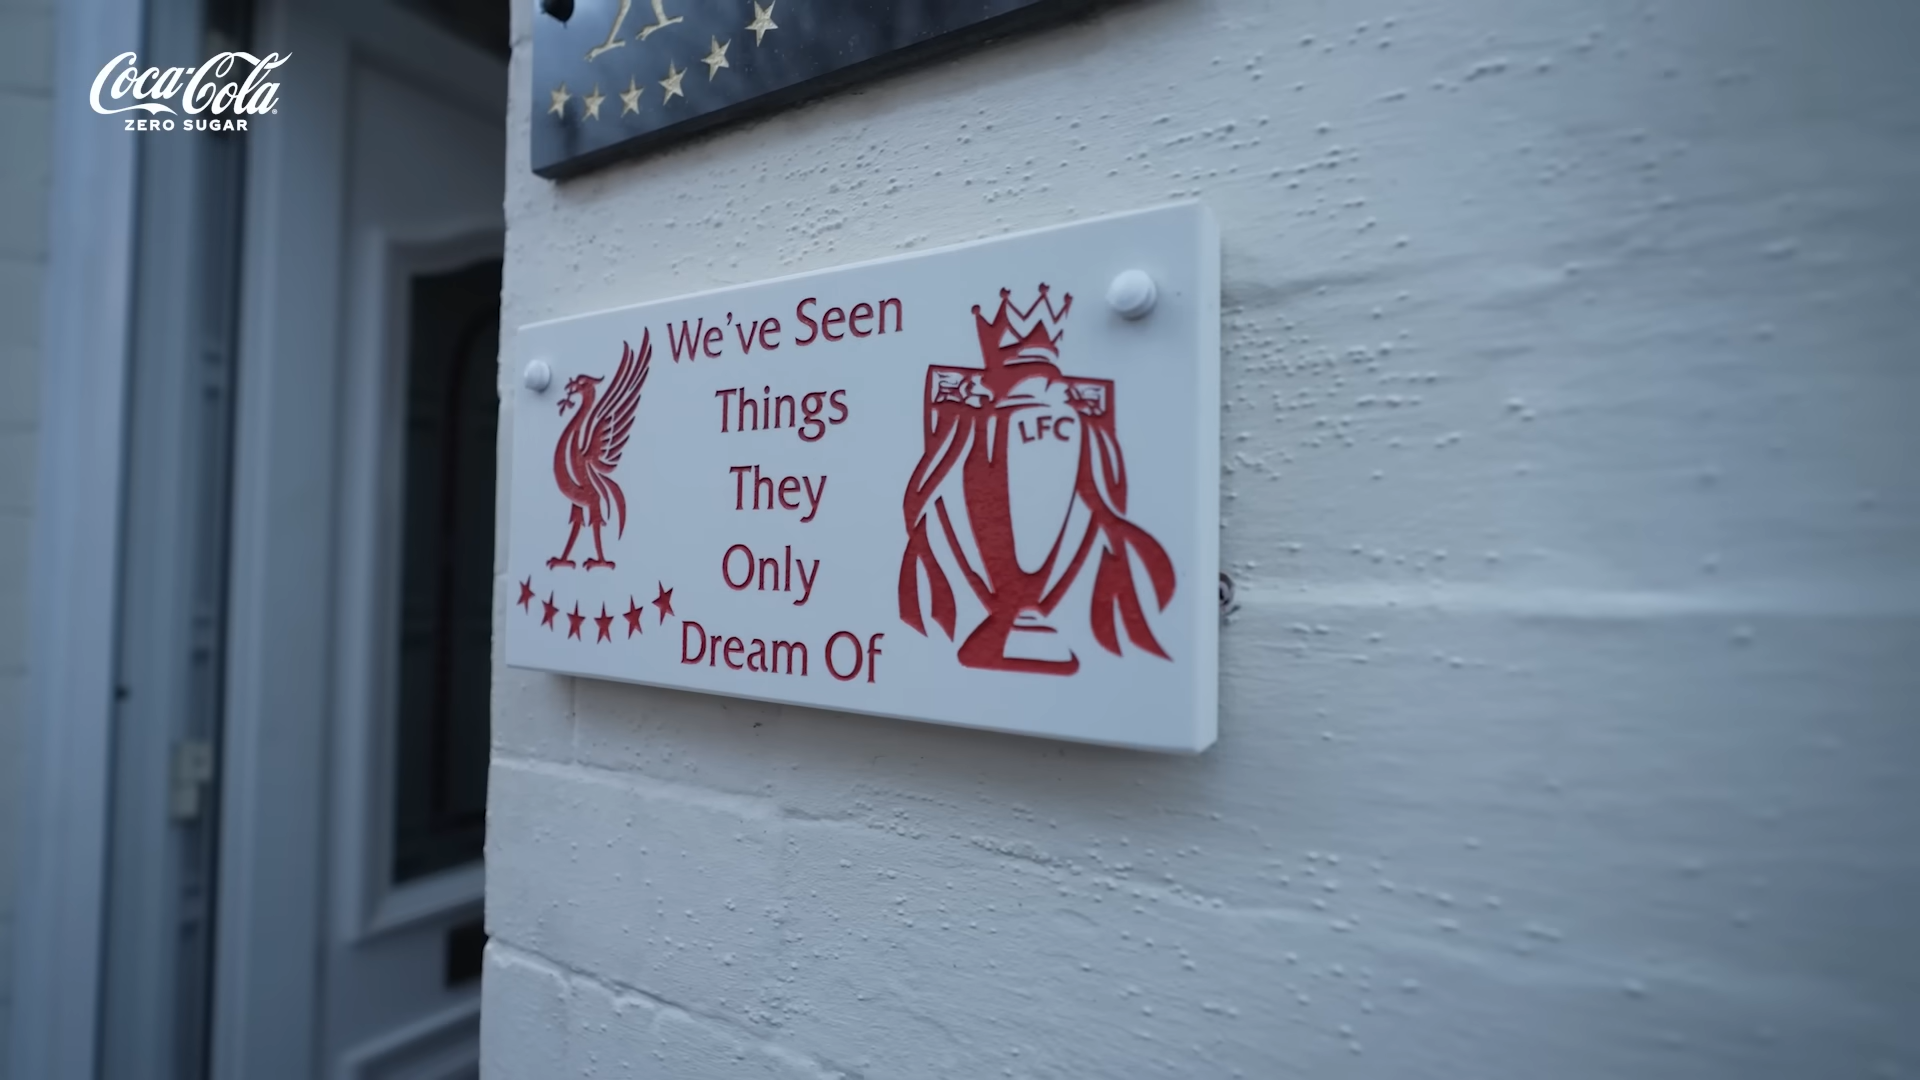 Coca-Cola
ZERO SUGAR
We've Seen
Things
They
Only
Dream Of
LFC